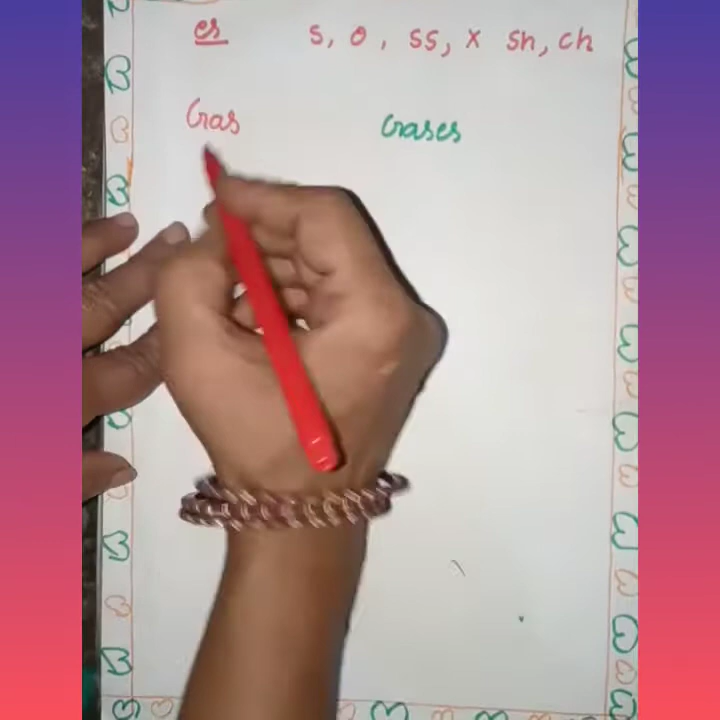 es s, o, ss, x sh, ch
Gas Gases